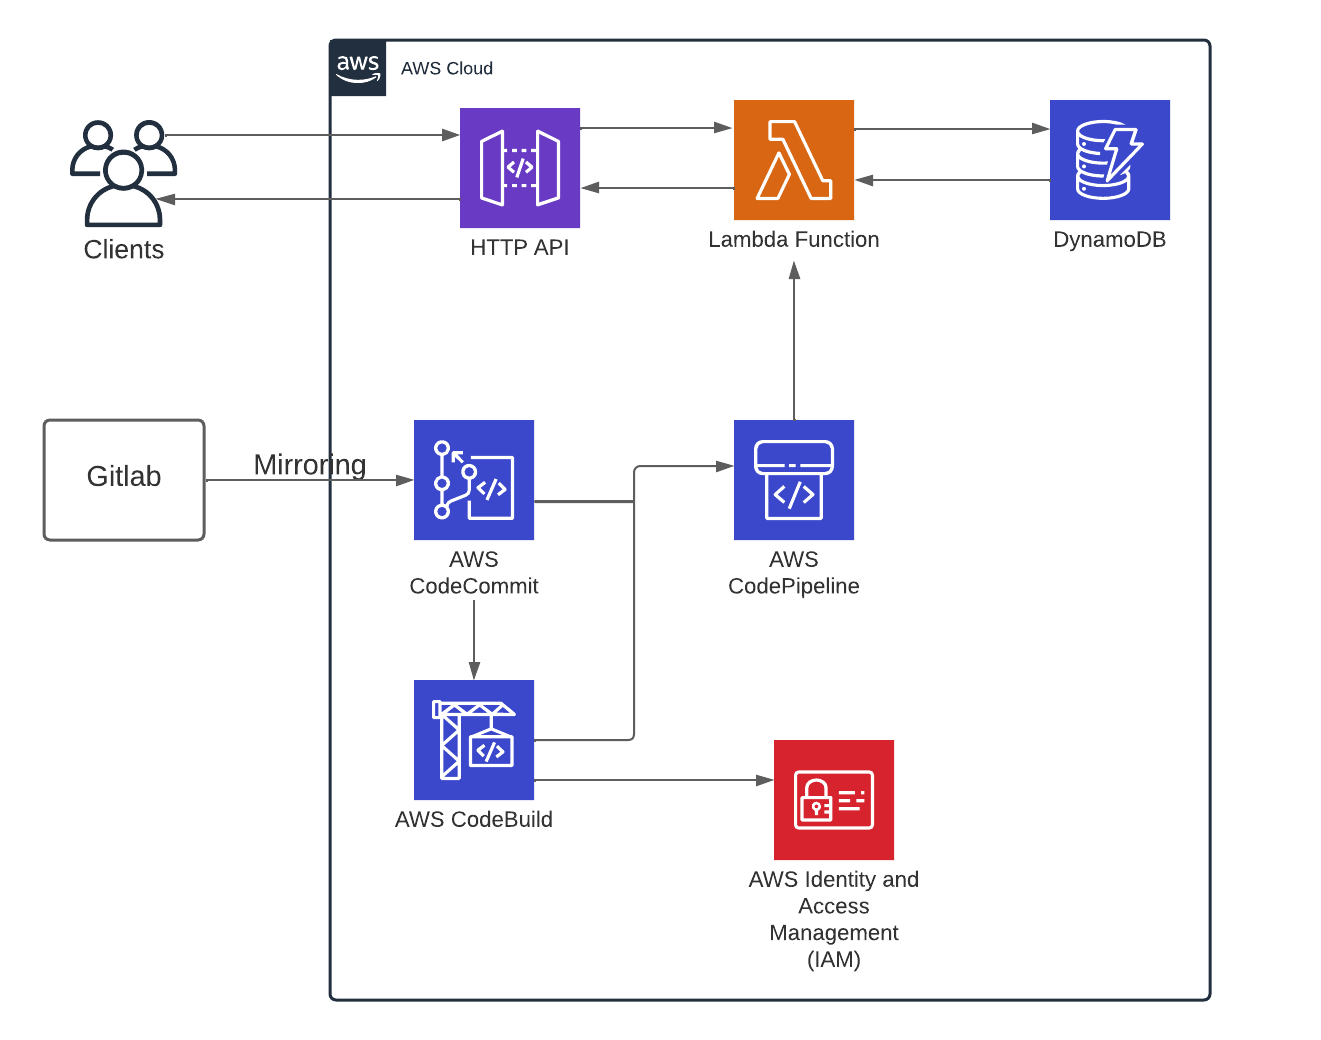 aws
AWS Cloud
Clients
HTTP API
</>
Lambda Function
DynamoDB
Gitlab
Mirroring
</>
</>
AWS
CodeCommit
AWS
CodePipeline
</>
AWS CodeBuild
AWS Identity and
Access
Management
(IAM)